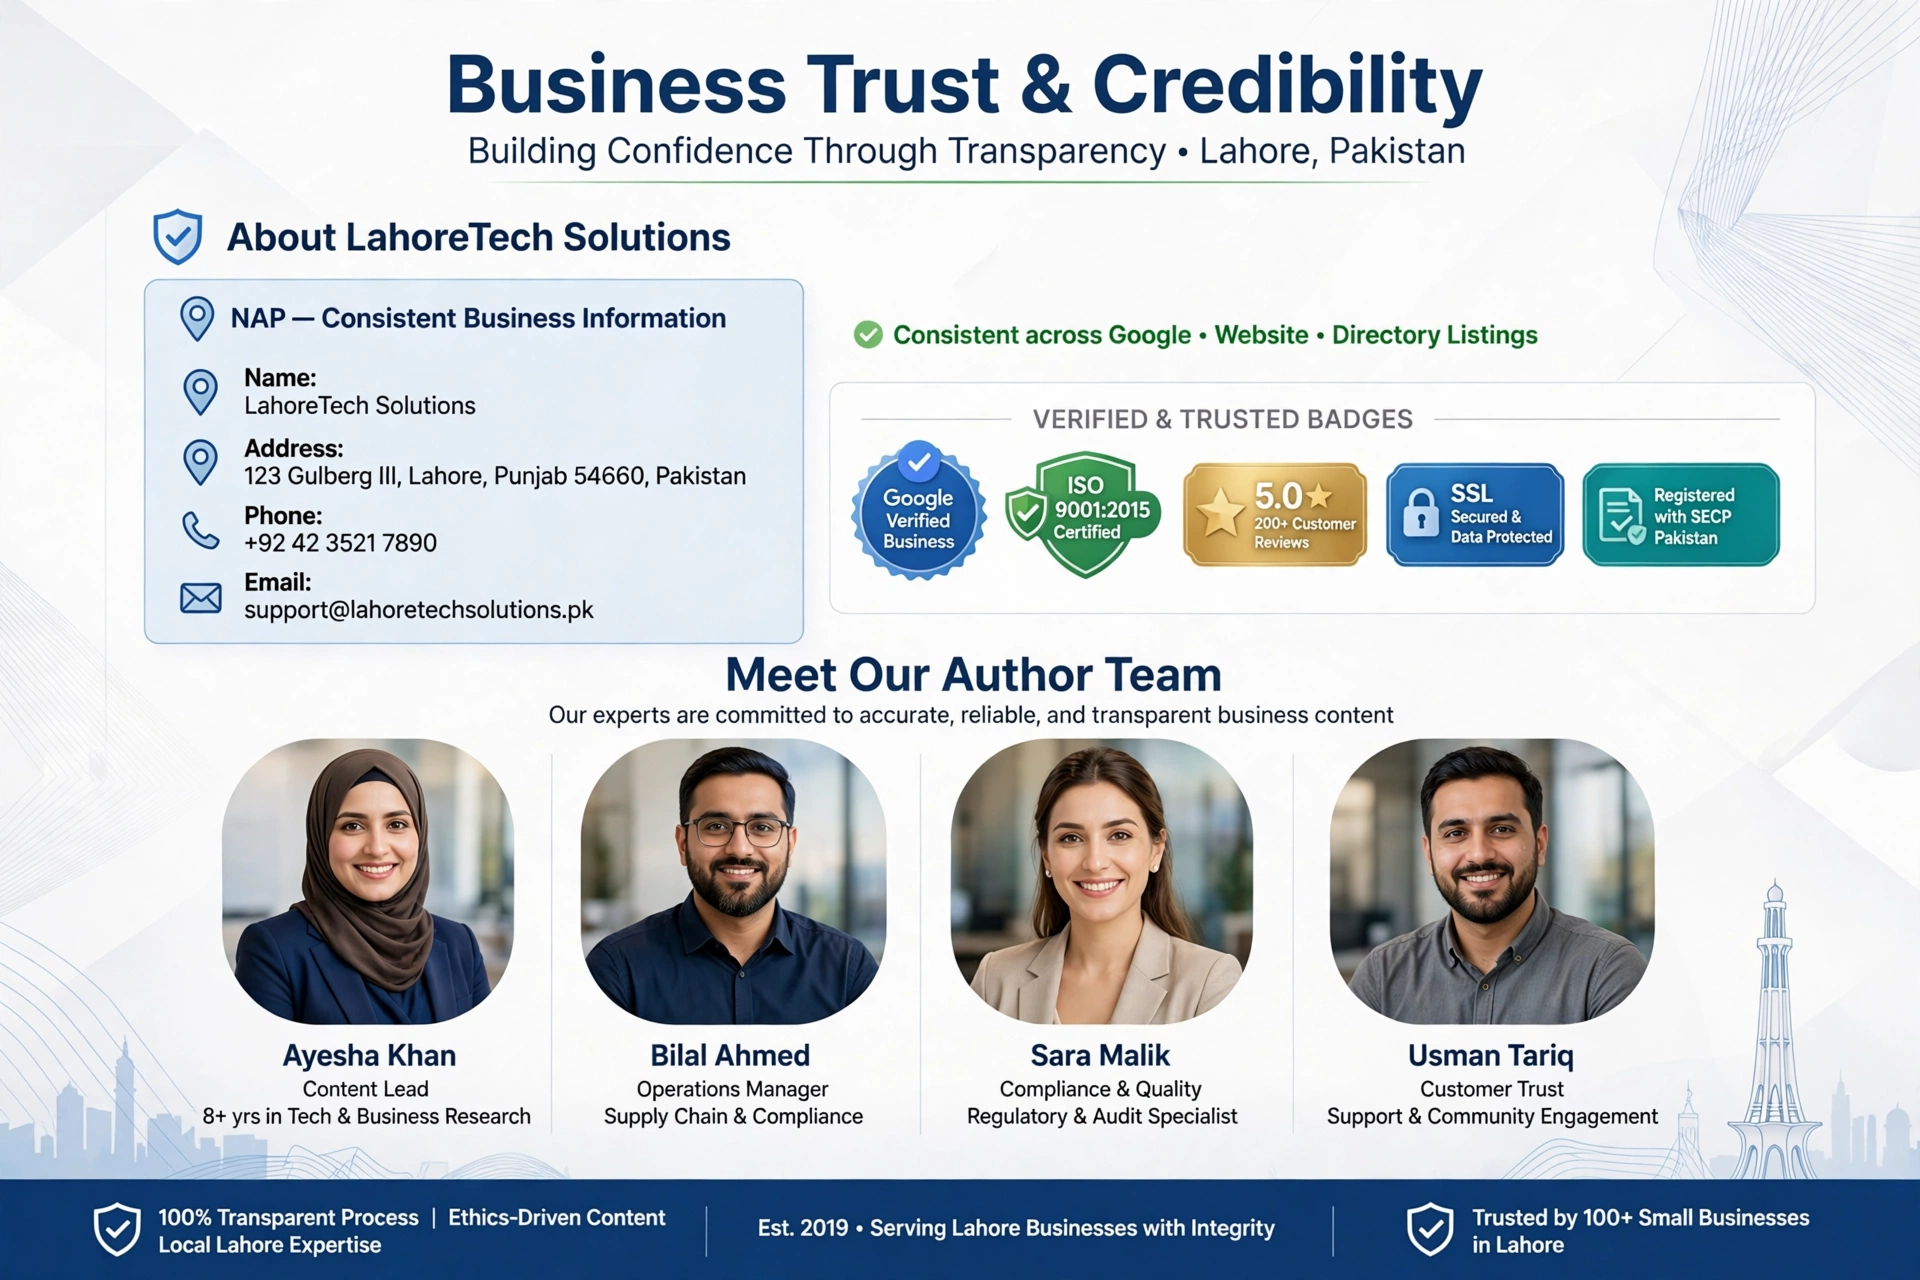 Business Trust & Credibility
Building Confidence Through Transparency • Lahore, Pakistan
About LahoreTech Solutions
NAP — Consistent Business Information
Name:
LahoreTech Solutions
Address:
123 Gulberg III, Lahore, Punjab 54660, Pakistan
Phone:
+92 42 3521 7890
Email:
support@lahoretechsolutions.pk
Consistent across Google • Website • Directory Listings
VERIFIED & TRUSTED BADGES
Google
Verified
Business
ISO
9001:2015
Certified
5.0
200+ Customer
Reviews
SSL
Secured &
Data Protected
Registered
with SECP
Pakistan
Meet Our Author Team
Our experts are committed to accurate, reliable, and transparent business content
Ayesha Khan
Content Lead
8+ yrs in Tech & Business Research
Bilal Ahmed
Operations Manager
Supply Chain & Compliance
Sara Malik
Compliance & Quality
Regulatory & Audit Specialist
Usman Tariq
Customer Trust
Support & Community Engagement
100% Transparent Process | Ethics-Driven Content
Local Lahore Expertise
Est. 2019 • Serving Lahore Businesses with Integrity
Trusted by 100+ Small Businesses
in Lahore